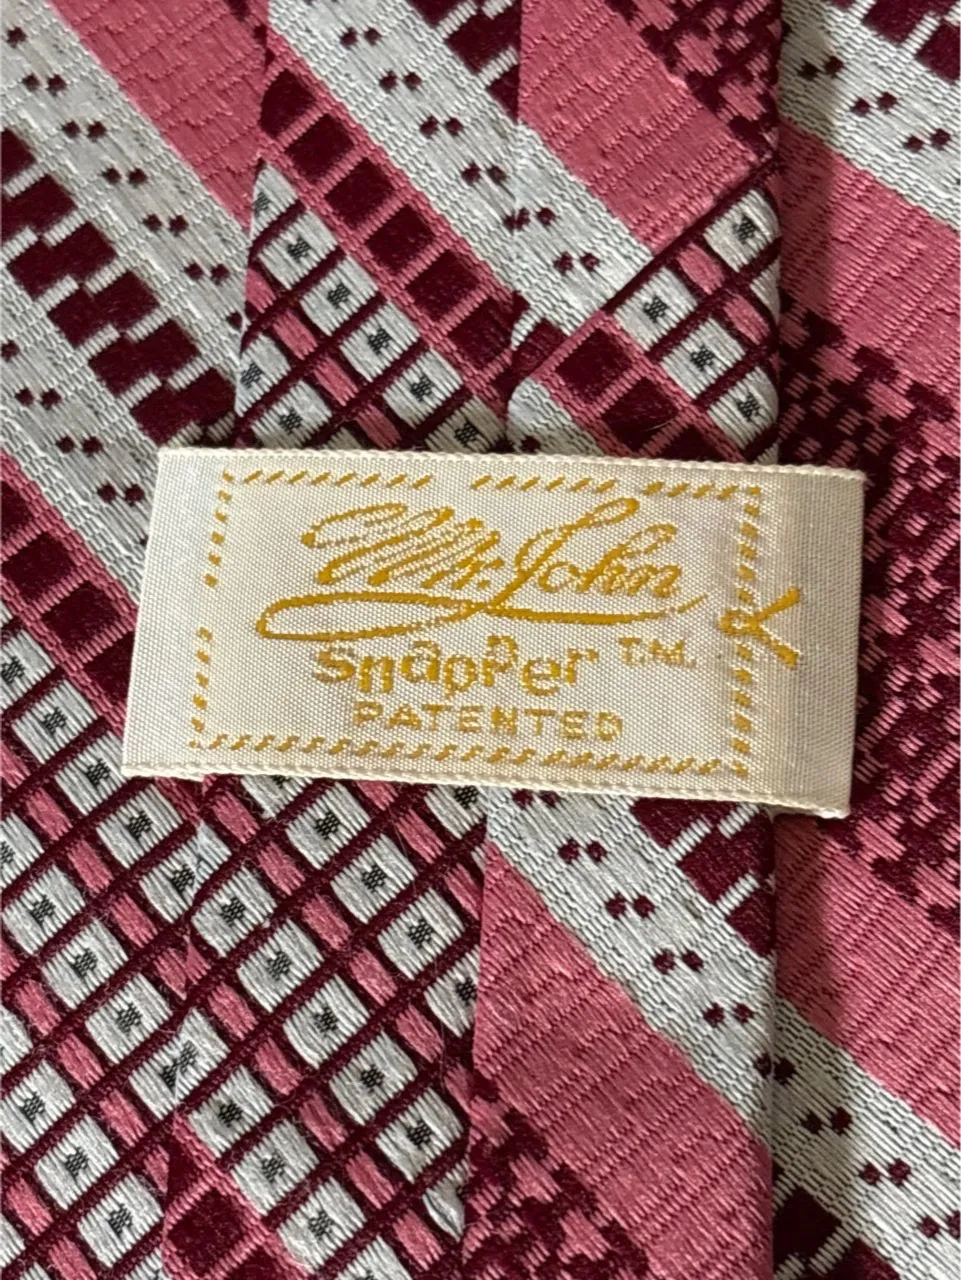 Mr. John
Snapper T.M.
PATENTED